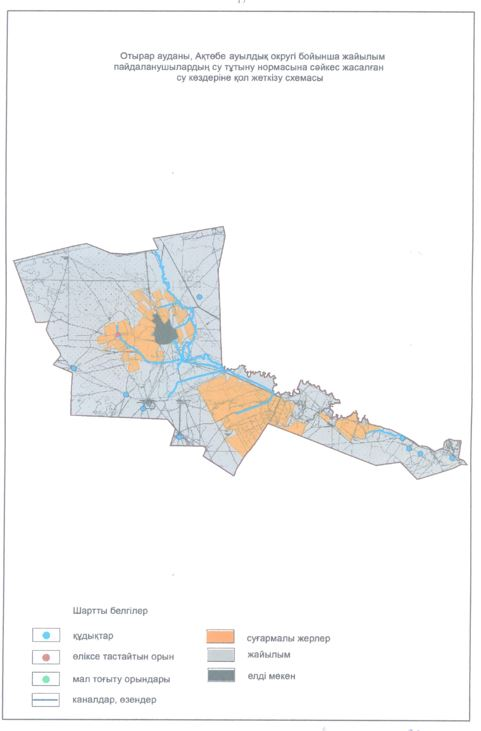 Отырар ауданы, Ақтөбе ауылдық округі бойынша жайылым
пайдаланушылардың су тұтыну нормасына сәйкес жасалған
су көздеріне қол жеткізу схемасы
Шартты белгілер
құдықтар
өліксе тастайтын орын
мал тоғыту орындары
каналдар, өзендер
суғармалы жерлер
жайылым
елді мекен